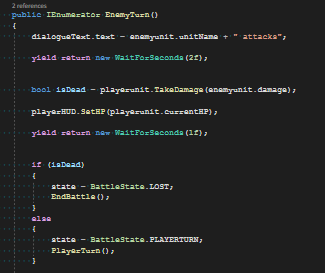 2 references
public IEnumerator EnemyTurn()
{
dialogueText.text = enemyunit.unitName + " attacks";
yield return new WaitForSeconds(2f);
bool isDead = playerunit.TakeDamage(enemyunit.damage);
playerHUD.SetHP(playerunit.currentHP);
yield return new WaitForSeconds(1f);
if (isDead)
{
state = BattleState.LOST;
EndBattle();
}
else
{
state = BattleState.PLAYERTURN;
PlayerTurn();
}